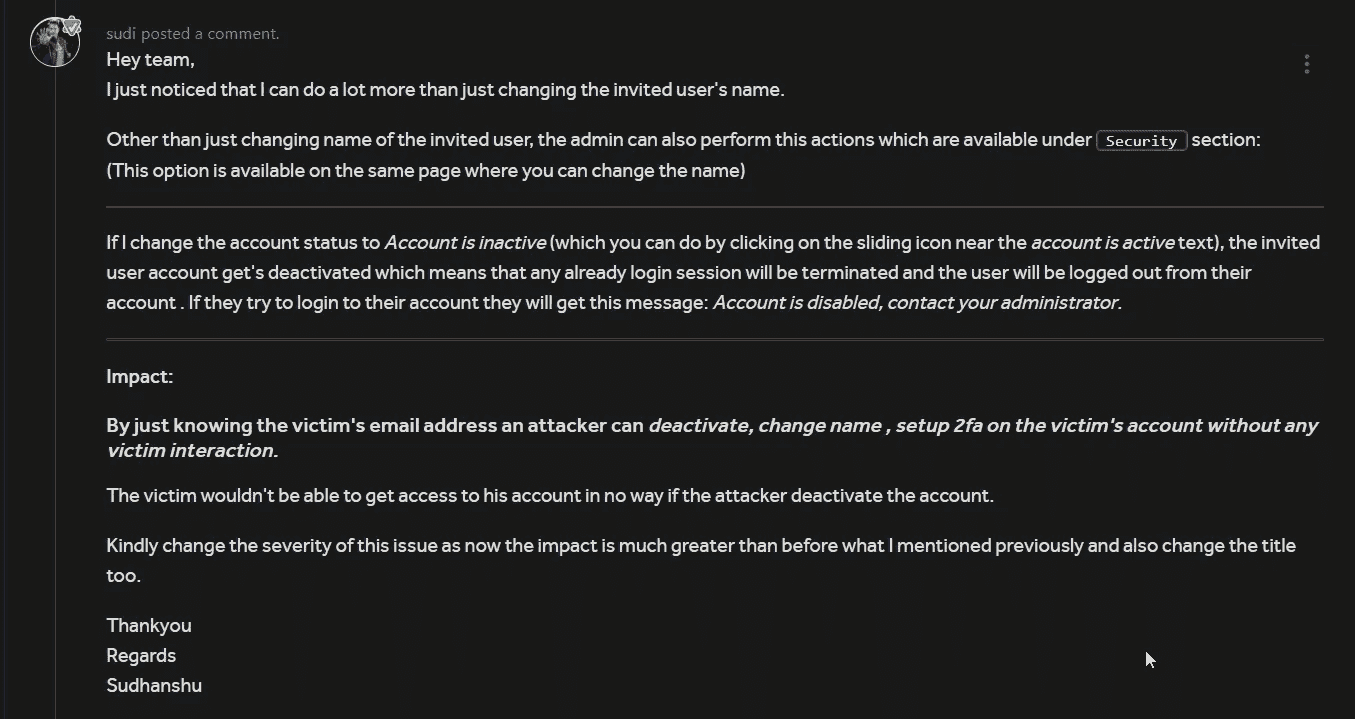 sudi posted a comment.
Hey team,
I just noticed that I can do a lot more than just changing the invited user's name.
Other than just changing name of the invited user, the admin can also perform this actions which are available under Security section:
(This option is available on the same page where you can change the name)
If I change the account status to Account is inactive (which you can do by clicking on the sliding icon near the account is active text), the invited
user account get's deactivated which means that any already login session will be terminated and the user will be logged out from their
account . If they try to login to their account they will get this message: Account is disabled, contact your administrator.
Impact:
By just knowing the victim's email address an attacker can deactivate, change name , setup 2fa on the victim's account without any
victim interaction.
The victim wouldn't be able to get access to his account in no way if the attacker deactivate the account.
Kindly change the severity of this issue as now the impact is much greater than before what I mentioned previously and also change the title
too.
Thankyou
Regards
Sudhanshu